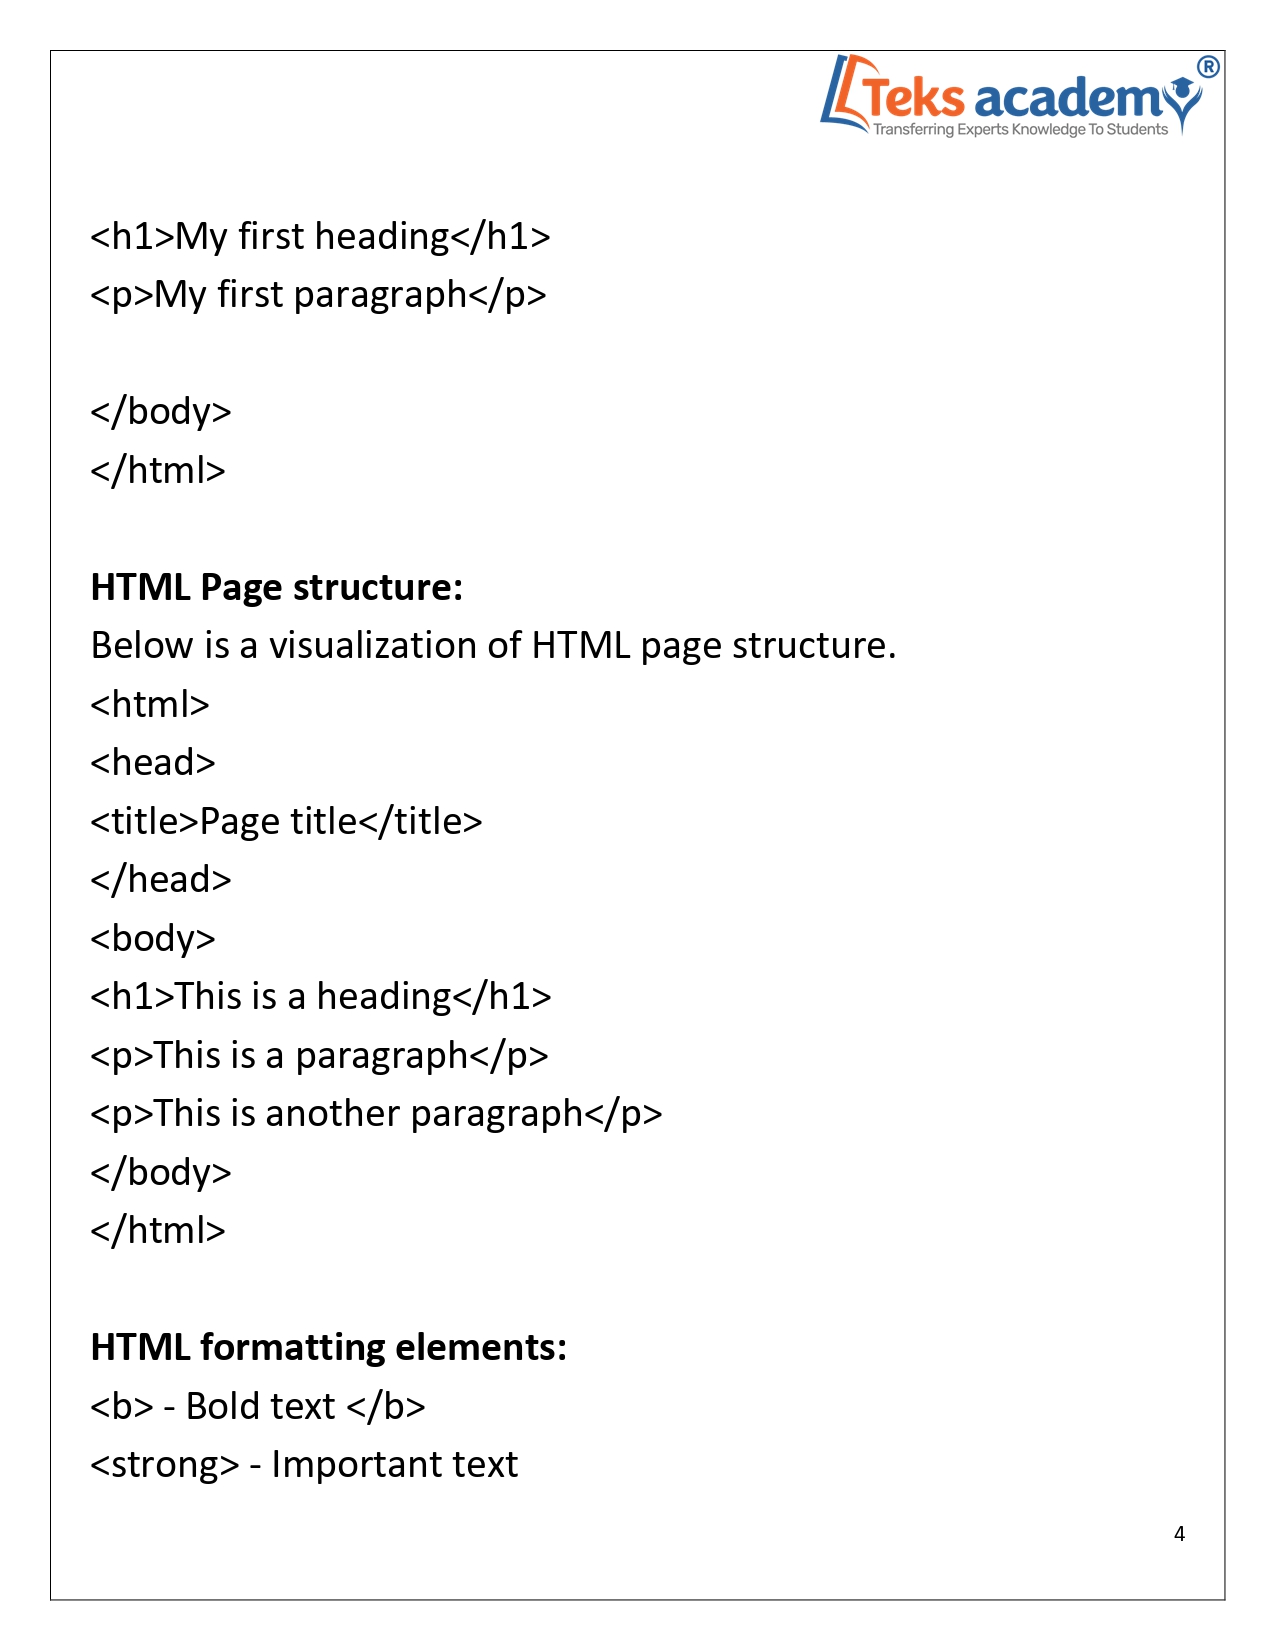 Teks academy®
Transferring Experts Knowledge To Students
<h1>My first heading</h1>
<p>My first paragraph</p>
</body>
</html>
HTML Page structure:
Below is a visualization of HTML page structure.
<html>
<head>
<title>Page title</title>
</head>
<body>
<h1>This is a heading</h1>
<p>This is a paragraph</p>
<p>This is another paragraph</p>
</body>
</html>
HTML formatting elements:
<b> - Bold text </b>
<strong> - Important text
4